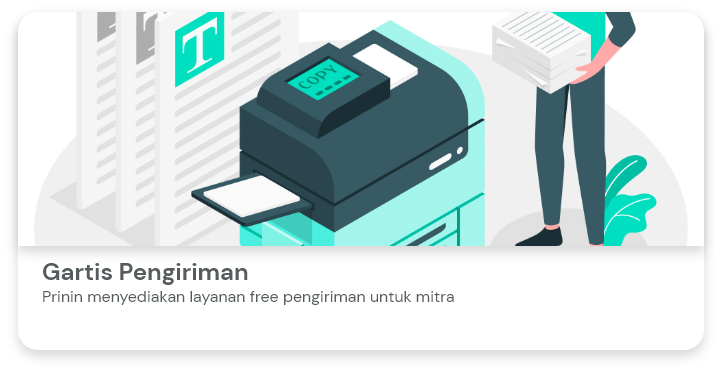 T
COPY
Gartis Pengiriman
Prinin menyediakan layanan free pengiriman untuk mitra